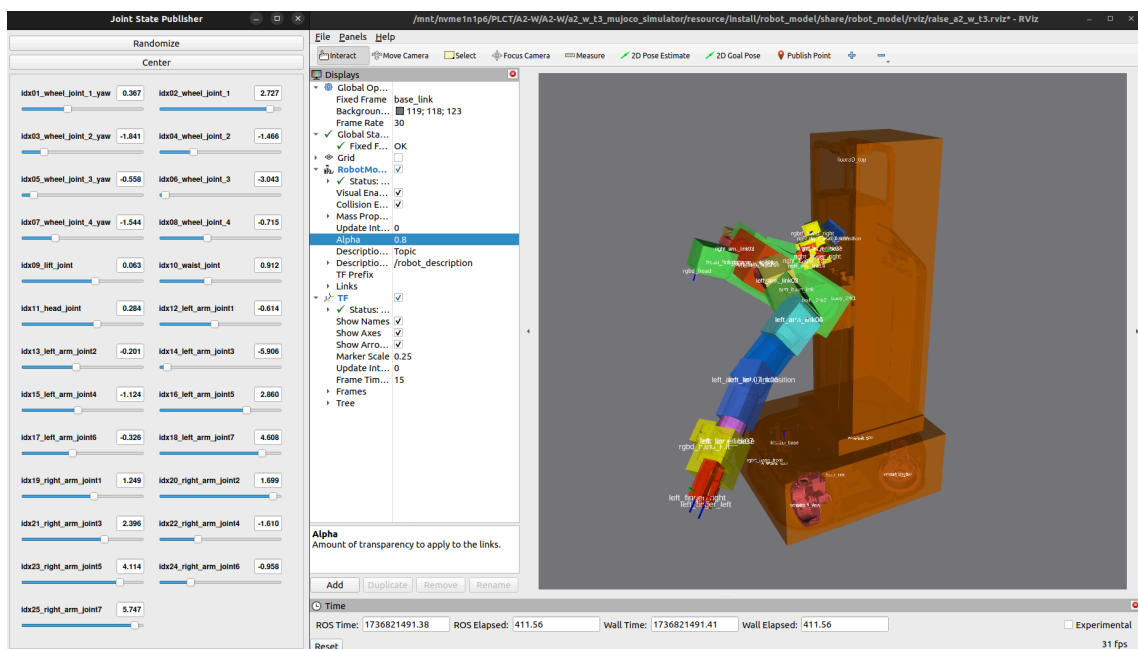 Joint State Publisher
Randomize
Center
idx01_wheel_joint_1_yaw 0.367 idx02_wheel_joint_1 2.727
idx03_wheel_joint_2_yaw -1.841 idx04_wheel_joint_2 -1.466
idx05_wheel_joint_3_yaw -0.558 idx06_wheel_joint_3 -3.043
idx07_wheel_joint_4_yaw -1.544 idx08_wheel_joint_4 -0.715
idx09_lift_joint 0.063 idx10_waist_joint 0.912
idx11_head_joint 0.284 idx12_left_arm_joint1 -0.614
idx13_left_arm_joint2 -0.201 idx14_left_arm_joint3 -5.906
idx15_left_arm_joint4 -1.124 idx16_left_arm_joint5 2.860
idx17_left_arm_joint6 -0.326 idx18_left_arm_joint7 4.608
idx19_right_arm_joint1 1.249 idx20_right_arm_joint2 1.699
idx21_right_arm_joint3 2.396 idx22_right_arm_joint4 -1.610
idx23_right_arm_joint5 4.114 idx24_right_arm_joint6 -0.958
idx25_right_arm_joint7 5.747
/mnt/nvme1n1p6/PLCT/A2-W/A2-W/a2_w_t3_mujoco_simulator/resource/install/robot_model/share/robot_model/rviz/raise_a2_w_t3.rviz* - RViz
File Panels Help
Interact Move Camera Select Focus Camera Measure 2D Pose Estimate 2D Goal Pose Publish Point
Displays
Global Op...
Fixed Frame base_link
Backgroun... 119; 118; 123
Frame Rate 30
Global Sta...
Fixed F... OK
Grid
RobotMo...
Status: ...
Visual Ena...
Collision E...
Mass Prop...
Update Int... 0
Alpha 0.8
Descriptio... Topic
Descriptio... /robot_description
TF Prefix
Links
TF
Status: ...
Show Names
Show Axes
Show Arro...
Marker Scale 0.25
Update Int... 0
Frame Tim... 15
Frames
Tree
Alpha
Amount of transparency to apply to the links.
Add Duplicate Remove Rename
rgbd_head
left_finger_right
left_finger_left
Time
ROS Time: 1736821491.38 ROS Elapsed: 411.56 Wall Time: 1736821491.41 Wall Elapsed: 411.56 Experimental
Reset 31 fps